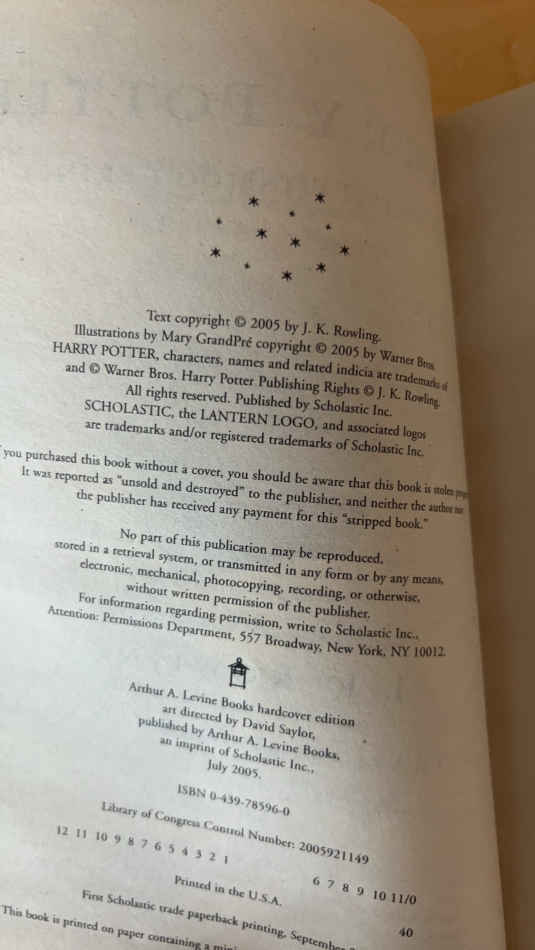 Text copyright © 2005 by J. K. Rowling.
Illustrations by Mary GrandPré copyright © 2005 by Warner Bros.
HARRY POTTER, characters, names and related indicia are trademarks of
and © Warner Bros. Harry Potter Publishing Rights © J. K. Rowling.
All rights reserved. Published by Scholastic Inc.
SCHOLASTIC, the LANTERN LOGO, and associated logos
are trademarks and/or registered trademarks of Scholastic Inc.
you purchased this book without a cover, you should be aware that this book is stolen
It was reported as “unsold and destroyed” to the publisher, and neither the author nor
the publisher has received any payment for this “stripped book.”
No part of this publication may be reproduced,
stored in a retrieval system, or transmitted in any form or by any means,
electronic, mechanical, photocopying, recording, or otherwise,
without written permission of the publisher.
For information regarding permission, write to Scholastic Inc.,
Attention: Permissions Department, 557 Broadway, New York, NY 10012.
Arthur A. Levine Books hardcover edition
art directed by David Saylor,
published by Arthur A. Levine Books,
an imprint of Scholastic Inc.,
July 2005.
ISBN 0-439-78596-0
Library of Congress Control Number: 2005921149
12 11 10 9 8 7 6 5 4 3 2 1 6 7 8 9 10 11/0
Printed in the U.S.A. 40
First Scholastic trade paperback printing, September
This book is printed on paper containing a